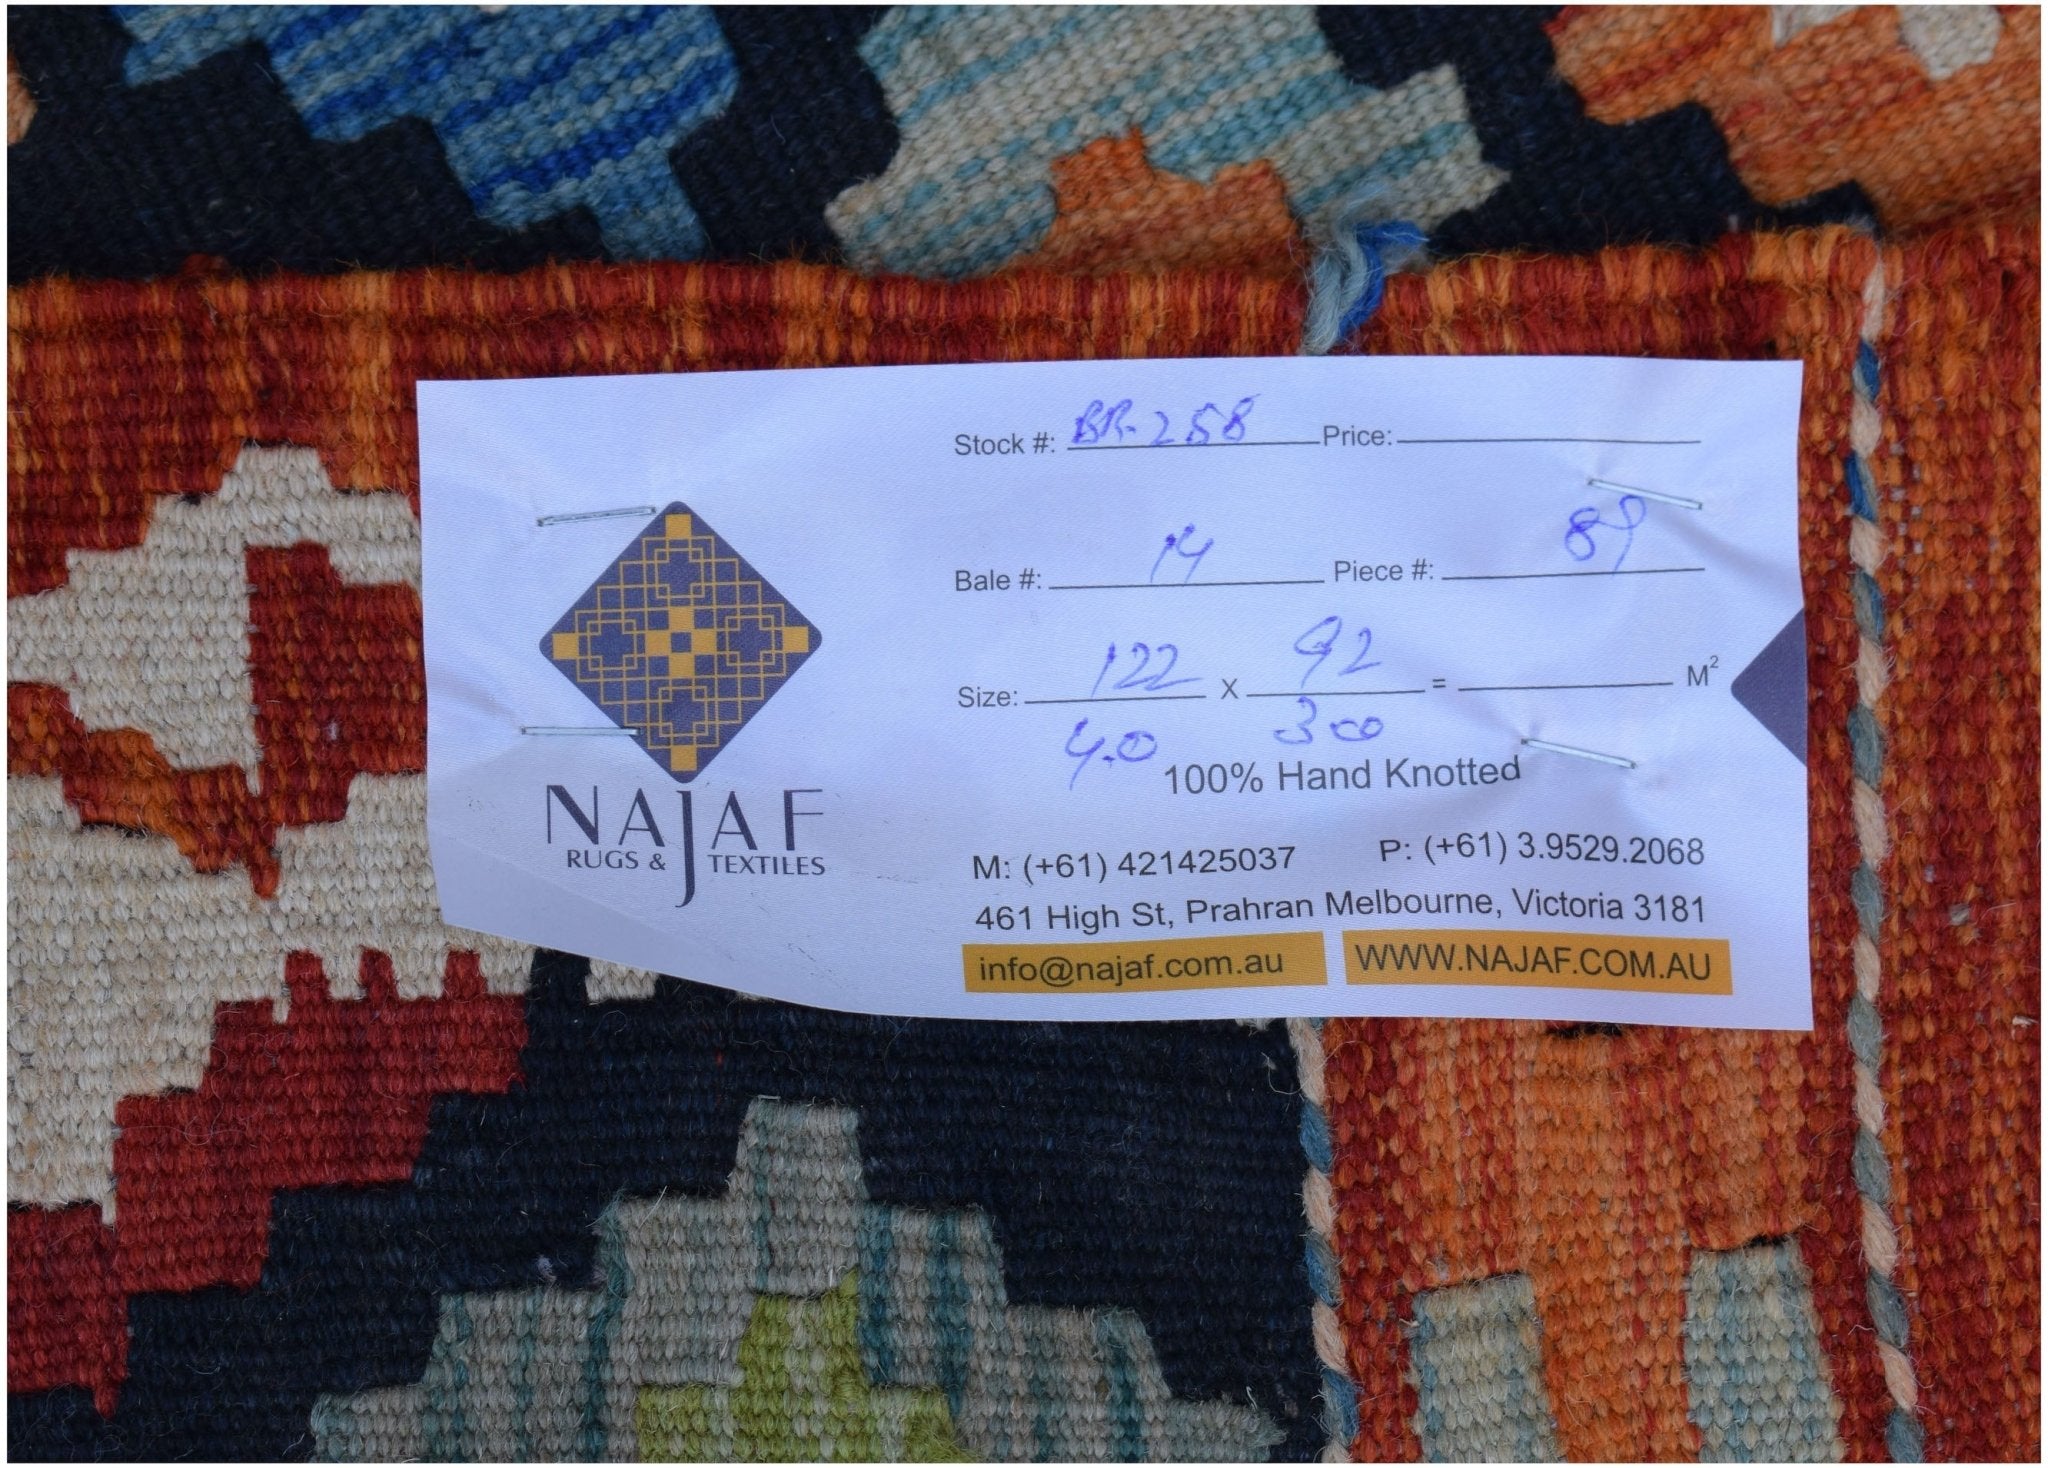 Stock #: BR-258 Price:
Bale #: 14 Piece #: 89
Size: 122 X 92 = M²
4.0 3 00
100% Hand Knotted
NAJAF
RUGS & TEXTILES
M: (+61) 421425037 P: (+61) 3.9529.2068
461 High St, Prahran Melbourne, Victoria 3181
info@najaf.com.au WWW.NAJAF.COM.AU